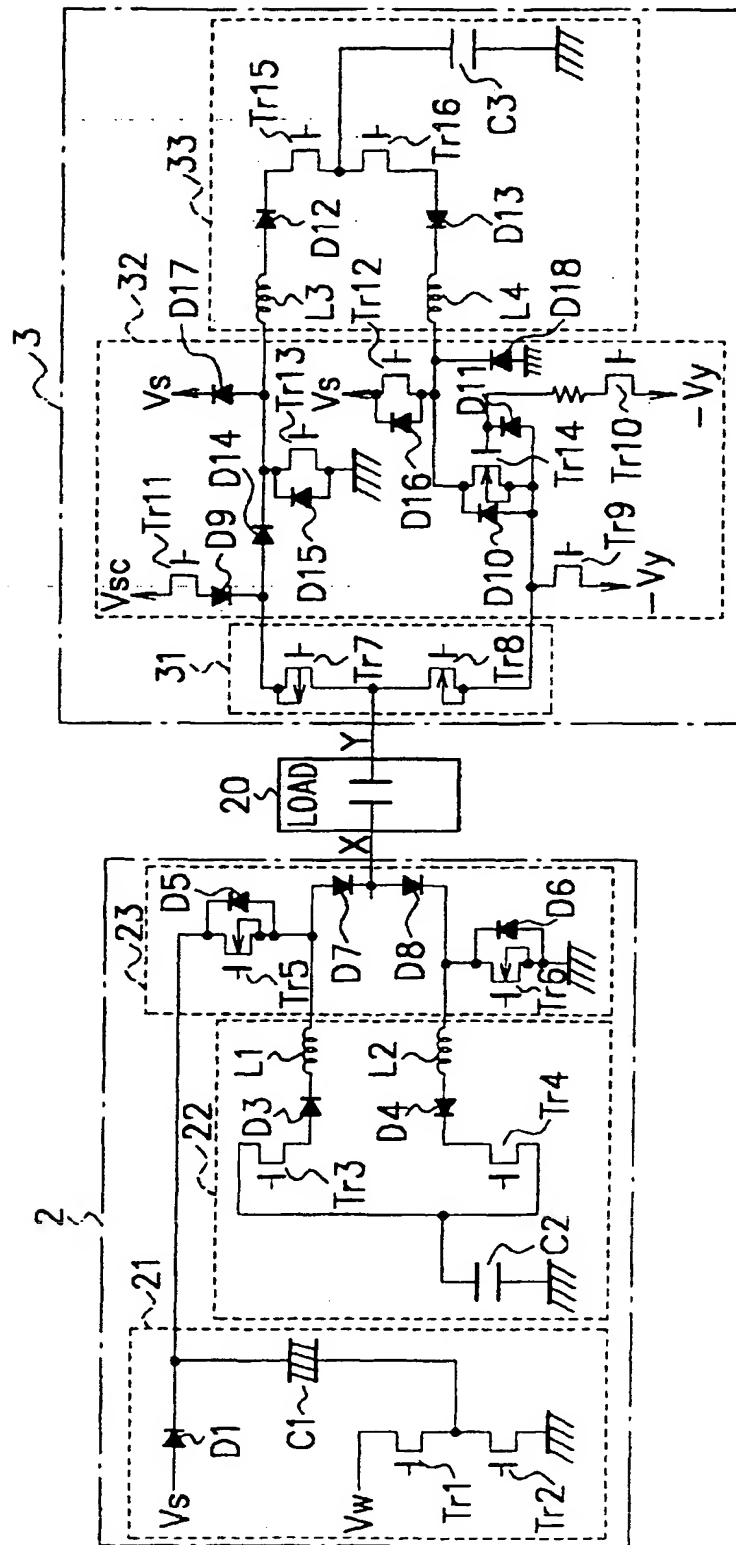 2
21
Vs
D1
C1
Vw
Tr1
Tr2
22
D3
L1
Tr3
L2
D4
Tr4
C2
23
D5
Tr5
D7
D8
D6
Tr6
X
20
LOAD
Y
3
31
Tr7
Tr8
32
Vsc
Tr11
D9
D14
Vs
D17
Tr13
D15
Vs
Tr12
D16
D18
D11
D10
Tr14
Tr9
-Vy
Tr10
-Vy
33
L3
D12
Tr15
Tr16
C3
L4
D13